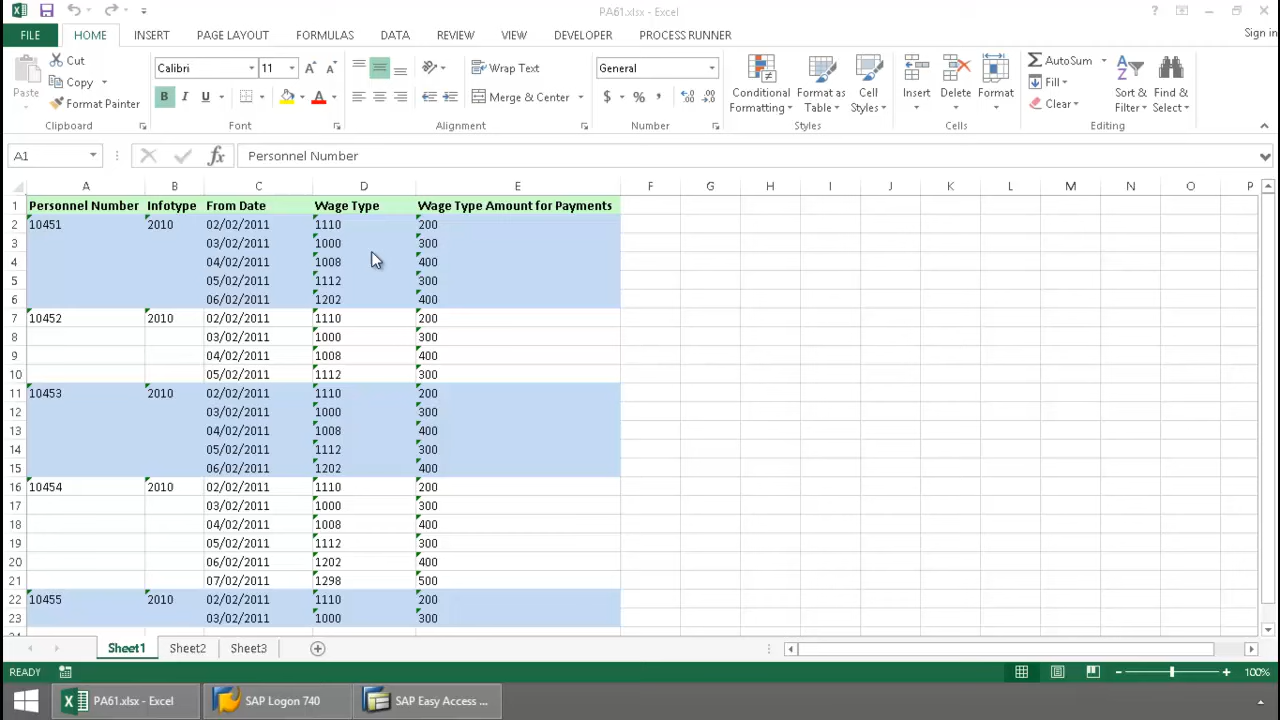 PA61.xlsx - Excel
FILE HOME INSERT PAGE LAYOUT FORMULAS DATA REVIEW VIEW DEVELOPER PROCESS RUNNER Sign in
Paste Cut Copy Format Painter
Calibri 11 B I U
Wrap Text
Merge & Center
General
$ % ,
Conditional Formatting Format as Table Cell Styles
Insert Delete Format
AutoSum Fill Clear
Sort & Filter Find & Select
Clipboard Font Alignment Number Styles Cells Editing
A1 fx Personnel Number
A B C D E F G H I J K L M N O P
1 Personnel Number Infotype From Date Wage Type Wage Type Amount for Payments
2 10451 2010 02/02/2011 1110 200
3 03/02/2011 1000 300
4 04/02/2011 1008 400
5 05/02/2011 1112 300
6 06/02/2011 1202 400
7 10452 2010 02/02/2011 1110 200
8 03/02/2011 1000 300
9 04/02/2011 1008 400
10 05/02/2011 1112 300
11 10453 2010 02/02/2011 1110 200
12 03/02/2011 1000 300
13 04/02/2011 1008 400
14 05/02/2011 1112 300
15 06/02/2011 1202 400
16 10454 2010 02/02/2011 1110 200
17 03/02/2011 1000 300
18 04/02/2011 1008 400
19 05/02/2011 1112 300
20 06/02/2011 1202 400
21 07/02/2011 1298 500
22 10455 2010 02/02/2011 1110 200
23 03/02/2011 1000 300
Sheet1 Sheet2 Sheet3
READY 100%
PA61.xlsx - Excel SAP Logon 740 SAP Easy Access ...